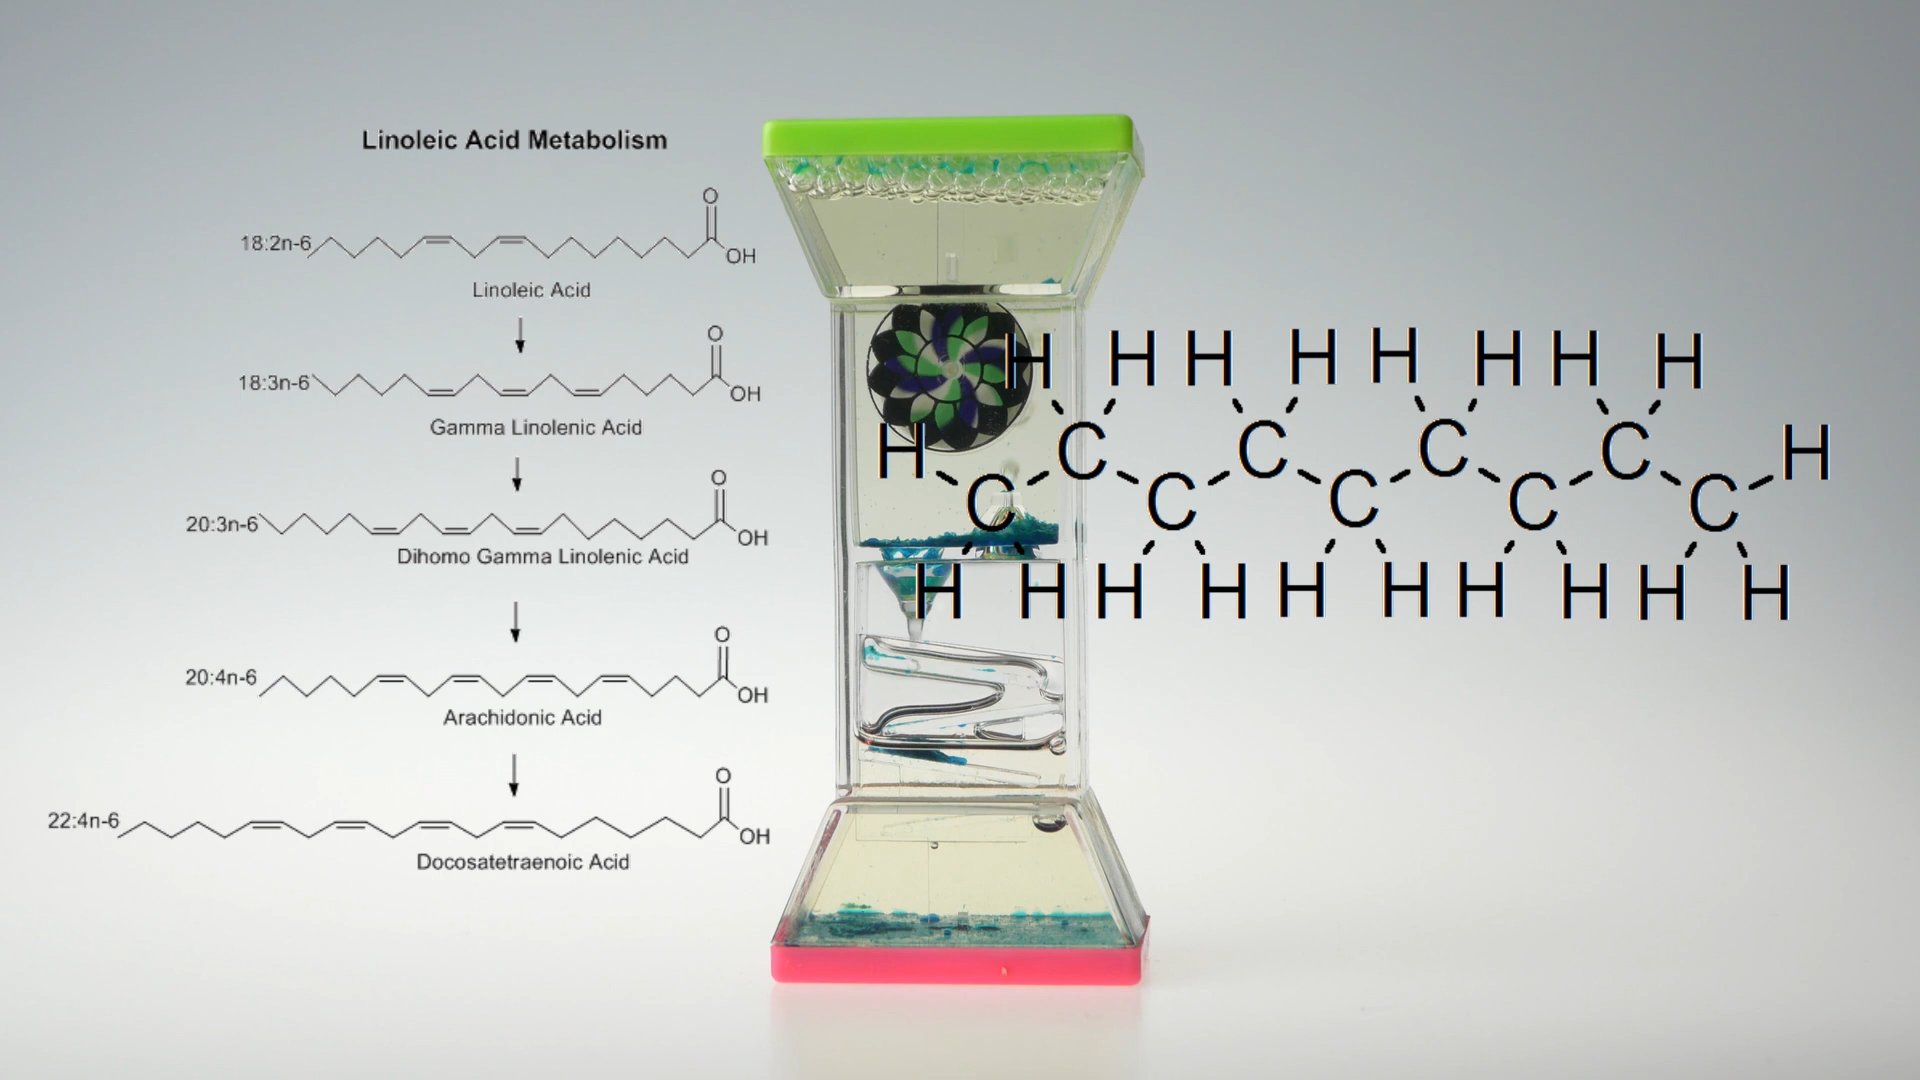 Linoleic Acid Metabolism
O
18:2n-6
OH
Linoleic Acid
O
18:3n-6
OH
Gamma Linolenic Acid
O
20:3n-6
OH
Dihomo Gamma Linolenic Acid
O
20:4n-6
OH
Arachidonic Acid
O
22:4n-6
OH
Docosatetraenoic Acid
H H H H H H H H
H C C C C H
C C C C C
H H H H H H H H H H